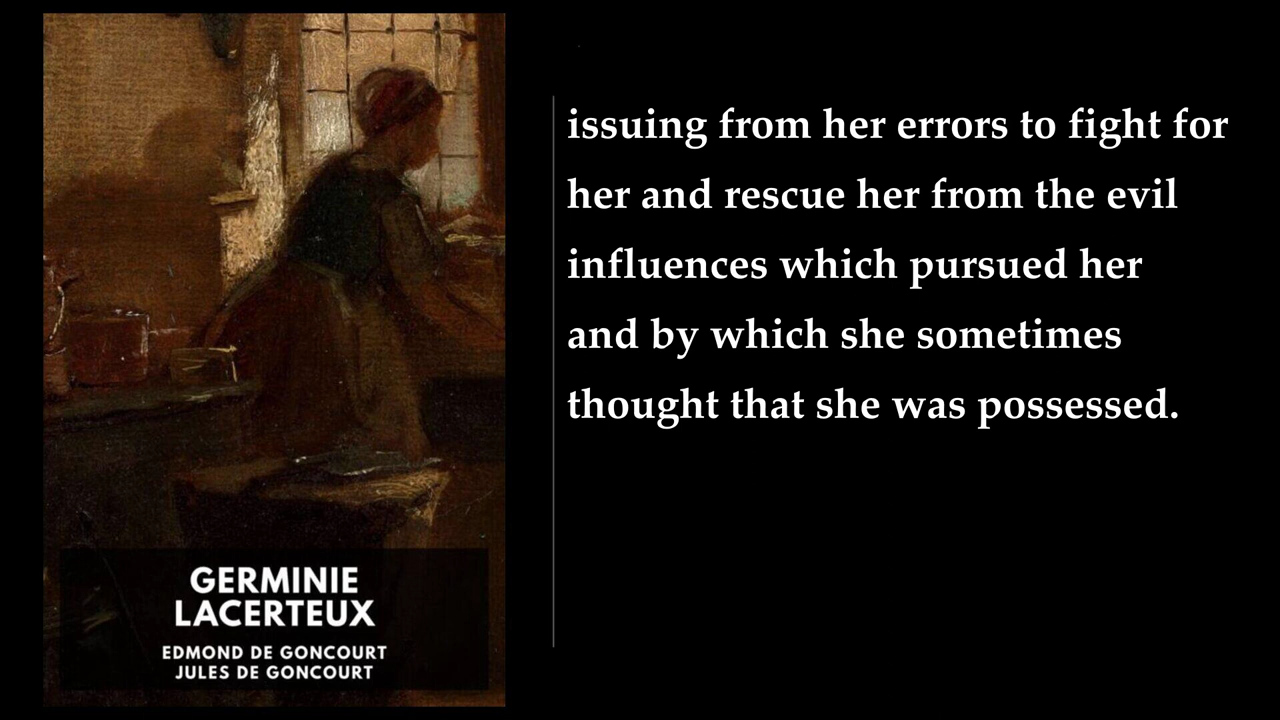 GERMINIE
LACERTEUX
EDMOND DE GONCOURT
JULES DE GONCOURT
issuing from her errors to fight for
her and rescue her from the evil
influences which pursued her
and by which she sometimes
thought that she was possessed.